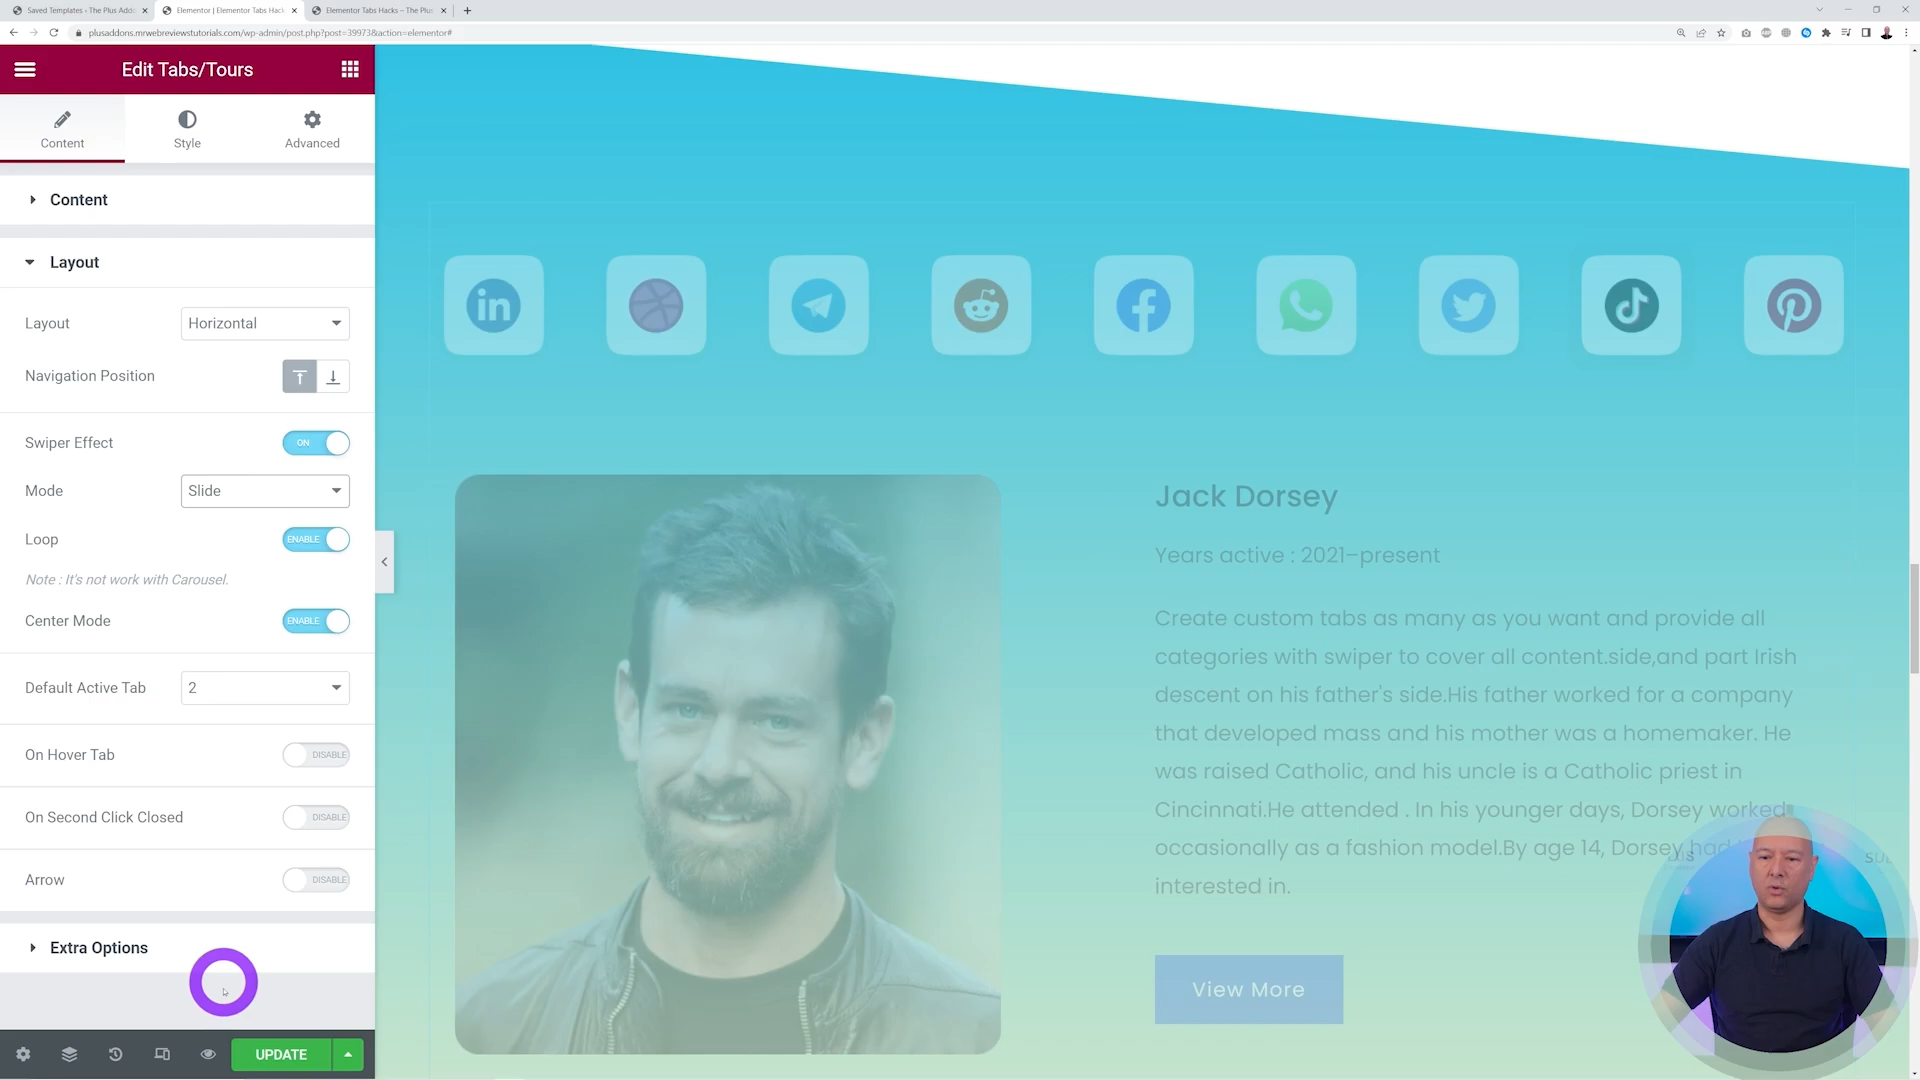 Saved Templates ‹ The Plus Addo
Elementor | Elementor Tabs Hack
Elementor Tabs Hacks – The Plus
plusaddons.mrwebreviewstutorials.com/wp-admin/post.php?post=39973&action=elementor#
Edit Tabs/Tours
Content
Style
Advanced
Content
Layout
Layout
Horizontal
Navigation Position
Swiper Effect
ON
Mode
Slide
Loop
ENABLE
Note : It's not work with Carousel.
Center Mode
ENABLE
Default Active Tab
2
On Hover Tab
DISABLE
On Second Click Closed
DISABLE
Arrow
DISABLE
Extra Options
UPDATE
in
Jack Dorsey
Years active : 2021–present
Create custom tabs as many as you want and provide all
categories with swiper to cover all content.side,and part Irish
descent on his father's side.His father worked for a company
that developed mass and his mother was a homemaker. He
was raised Catholic, and his uncle is a Catholic priest in
Cincinnati.He attended . In his younger days, Dorsey worked
occasionally as a fashion model.By age 14, Dorsey had
interested in.
View More